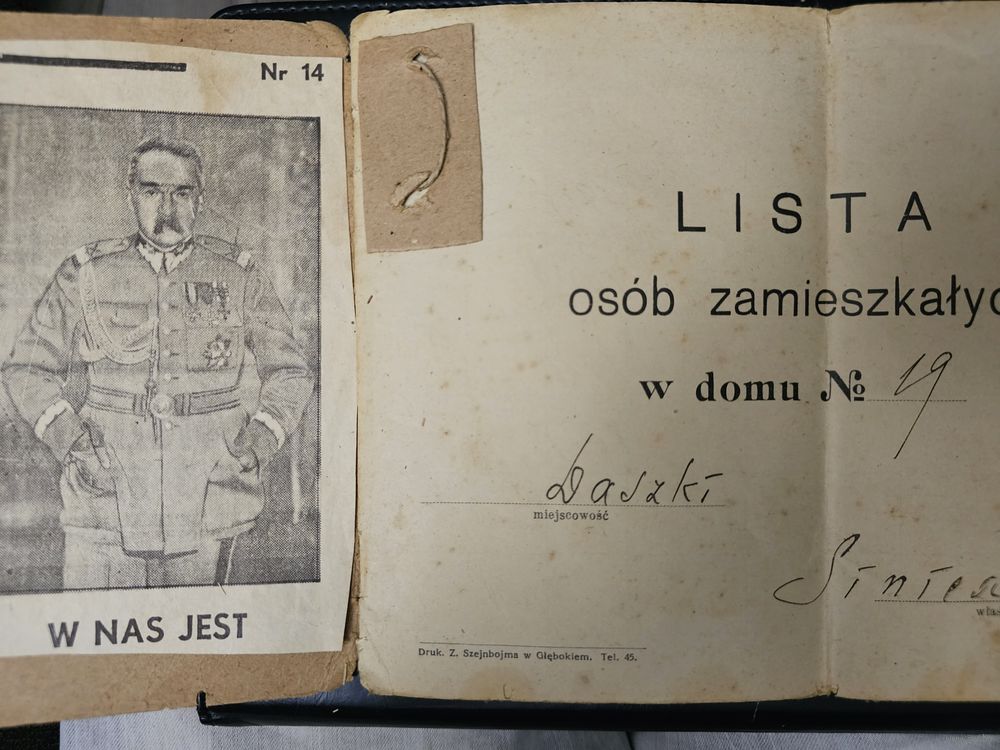 Nr 14
W NAS JEST
LISTA
osób zamieszkałyc
w domu № 19
Daszki
miejscowość
Druk. Z. Szejnbojma w Głębokiem. Tel. 45.